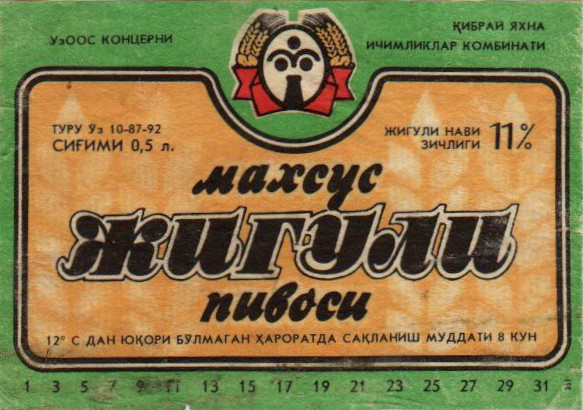 УзООС КОНЦЕРНИ
ҚИБРАЙ ЯХНА
ИЧИМЛИКЛАР КОМБИНАТИ
ТУРУ Ўз 10-87-92
СИҒИМИ 0,5 л.
ЖИГУЛИ НАВИ
ЗИЧЛИГИ 11%
махсус
ЖИГУЛИ
пивоси
12° С ДАН ЮҚОРИ БЎЛМАГАН ҲАРОРАТДА САҚЛАНИШ МУДДАТИ 8 КУН
1 3 5 7 9 11 13 15 17 19 21 23 25 27 29 31